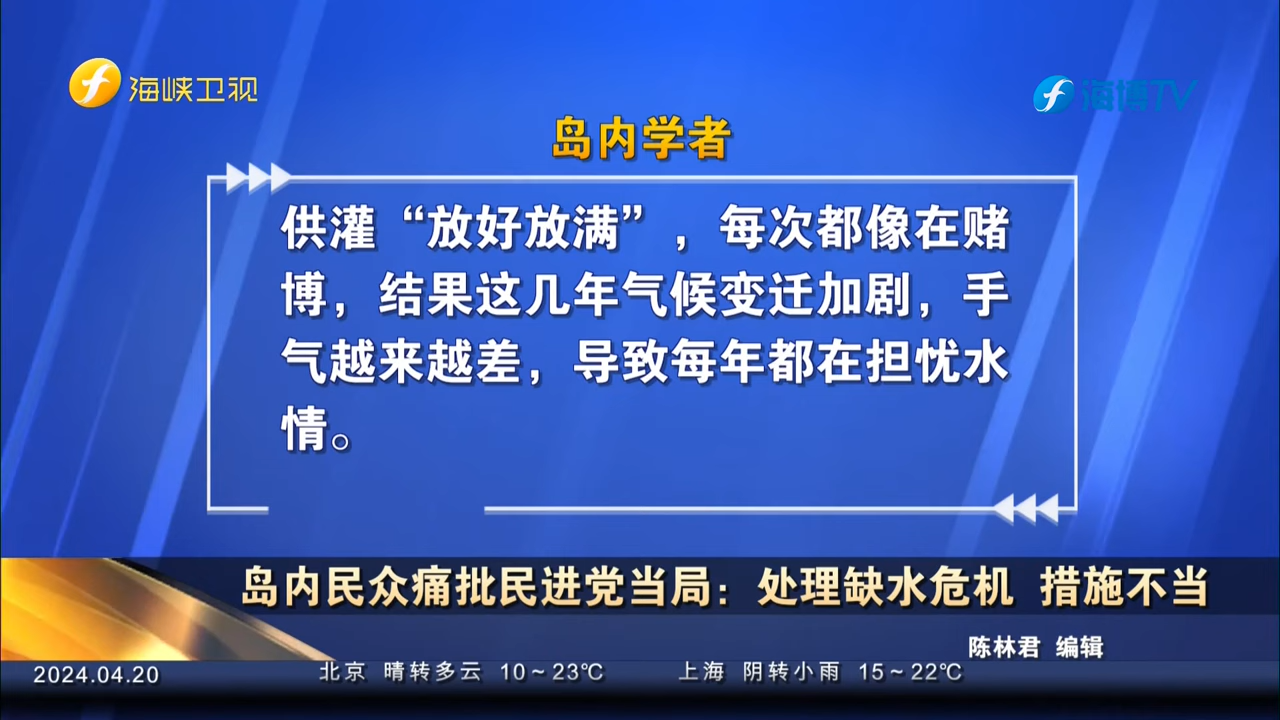 海峡卫视
海博TV
岛内学者
供灌“放好放满”，每次都像在赌
博，结果这几年气候变迁加剧，手
气越来越差，导致每年都在担忧水
情。
岛内民众痛批民进党当局：处理缺水危机 措施不当
陈林君 编辑
2024.04.20 北京 晴转多云 10～23℃ 上海 阴转小雨 15～22℃